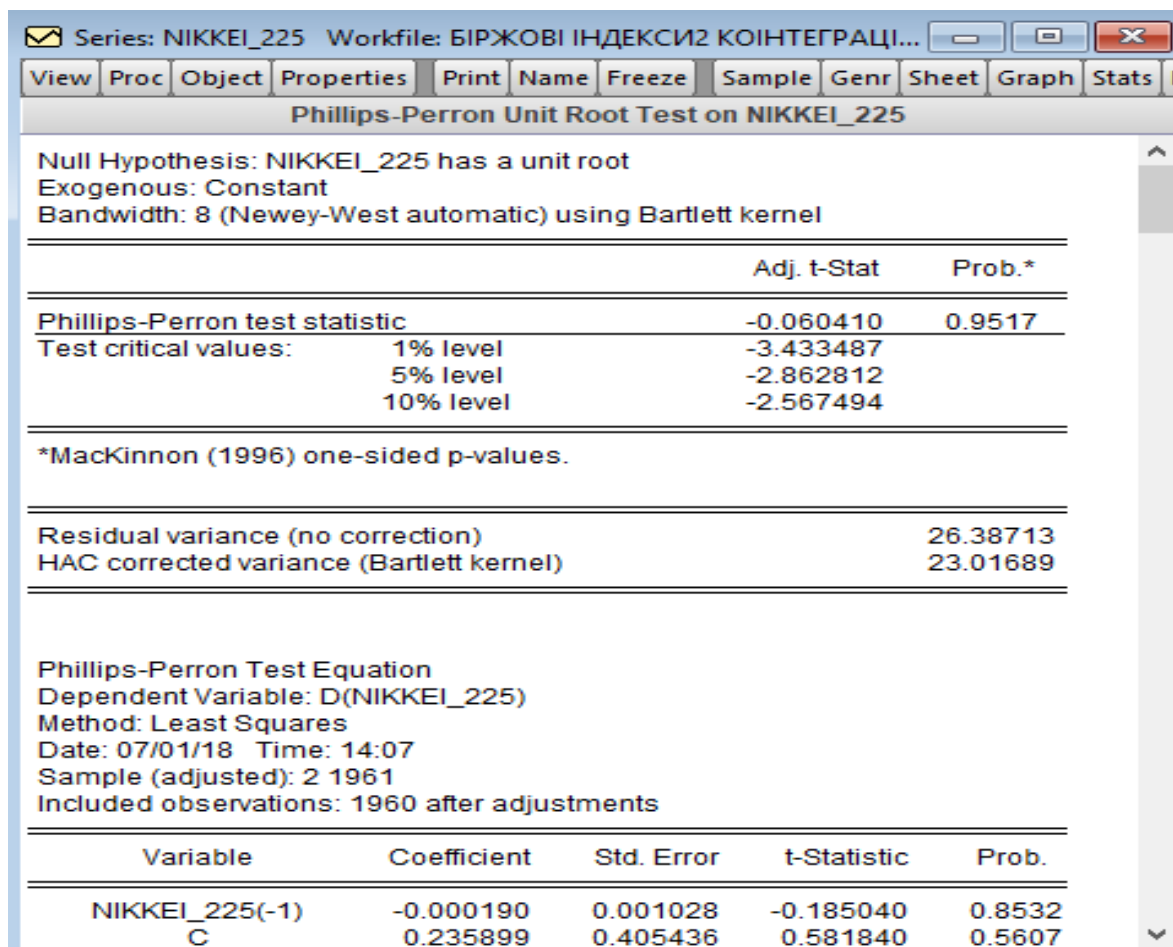 Series: NIKKEI_225 Workfile: БІРЖОВІ ІНДЕКСИ2 КОІНТЕГРАЦІ...
View Proc Object Properties Print Name Freeze Sample Genr Sheet Graph Stats
Phillips-Perron Unit Root Test on NIKKEI_225
Null Hypothesis: NIKKEI_225 has a unit root
Exogenous: Constant
Bandwidth: 8 (Newey-West automatic) using Bartlett kernel
Adj. t-Stat Prob.*
Phillips-Perron test statistic -0.060410 0.9517
Test critical values: 1% level -3.433487
5% level -2.862812
10% level -2.567494
*MacKinnon (1996) one-sided p-values.
Residual variance (no correction) 26.38713
HAC corrected variance (Bartlett kernel) 23.01689
Phillips-Perron Test Equation
Dependent Variable: D(NIKKEI_225)
Method: Least Squares
Date: 07/01/18 Time: 14:07
Sample (adjusted): 2 1961
Included observations: 1960 after adjustments
Variable Coefficient Std. Error t-Statistic Prob.
NIKKEI_225(-1) -0.000190 0.001028 -0.185040 0.8532
C 0.235899 0.405436 0.581840 0.5607